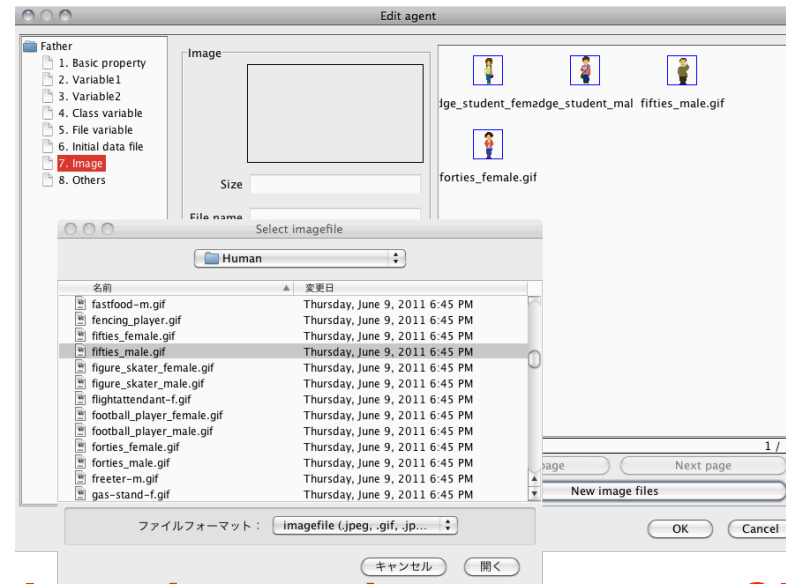 Edit agent
Father
1. Basic property
2. Variable1
3. Variable2
4. Class variable
5. File variable
6. Initial data file
7. Image
8. Others
Image
Size
File name
dge_student_fema
dge_student_mal
fifties_male.gif
forties_female.gif
Select imagefile
Human
名前
変更日
fastfood-m.gif Thursday, June 9, 2011 6:45 PM
fencing_player.gif Thursday, June 9, 2011 6:45 PM
fifties_female.gif Thursday, June 9, 2011 6:45 PM
fifties_male.gif Thursday, June 9, 2011 6:45 PM
figure_skater_female.gif Thursday, June 9, 2011 6:45 PM
figure_skater_male.gif Thursday, June 9, 2011 6:45 PM
flightattendant-f.gif Thursday, June 9, 2011 6:45 PM
football_player_female.gif Thursday, June 9, 2011 6:45 PM
football_player_male.gif Thursday, June 9, 2011 6:45 PM
forties_female.gif Thursday, June 9, 2011 6:45 PM
forties_male.gif Thursday, June 9, 2011 6:45 PM
freeter-m.gif Thursday, June 9, 2011 6:45 PM
gas-stand-f.gif Thursday, June 9, 2011 6:45 PM
ファイルフォーマット： imagefile (.jpeg, .gif, .jp...
キャンセル
開く
1 /
page
Next page
New image files
OK
Cancel